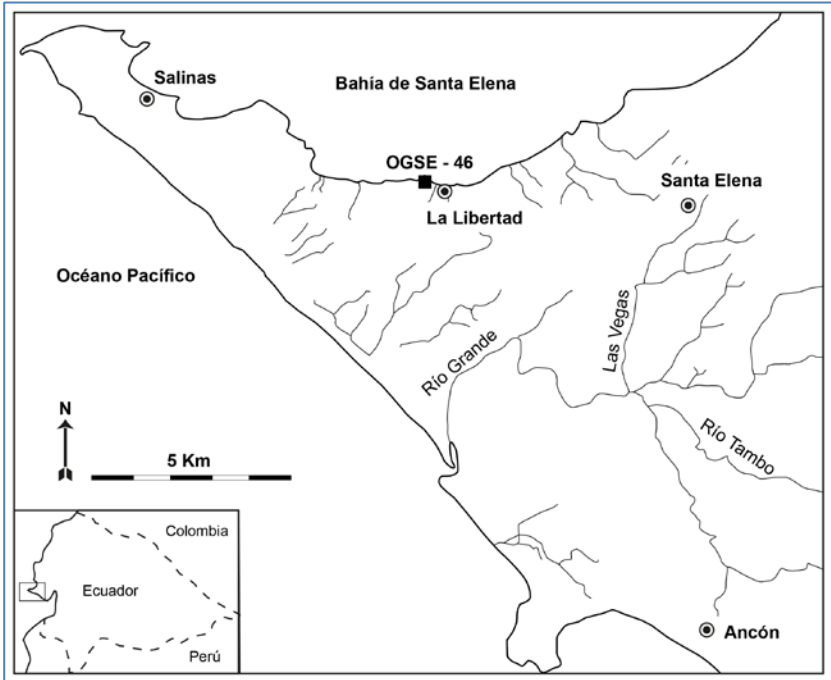 Salinas
Bahía de Santa Elena
OGSE - 46
La Libertad
Santa Elena
Océano Pacífico
Río Grande
Las Vegas
Río Tambo
N
5 Km
Colombia
Ecuador
Perú
Ancón